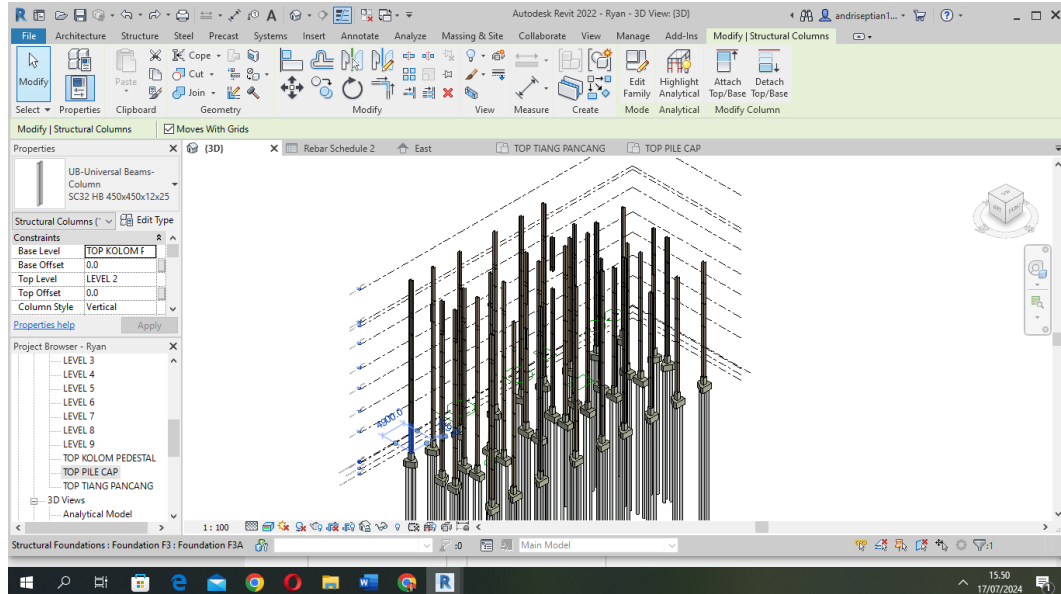 Autodesk Revit 2022 - Ryan - 3D View: {3D}
andriseptian1...
File Architecture Structure Steel Precast Systems Insert Annotate Analyze Massing & Site Collaborate View Manage Add-Ins Modify | Structural Columns
Modify
Paste
Cope
Cut
Join
Edit Family
Highlight Analytical
Attach Top/Base
Detach Top/Base
Select Properties Clipboard Geometry Modify View Measure Create Mode Analytical Modify Column
Modify | Structural Columns Moves With Grids
Properties
{3D} Rebar Schedule 2 East TOP TIANG PANCANG TOP PILE CAP
UB-Universal Beams-
Column
SC32 HB 450x450x12x25
Structural Columns (' Edit Type
Constraints
Base Level TOP KOLOM F
Base Offset 0.0
Top Level LEVEL 2
Top Offset 0.0
Column Style Vertical
Properties help Apply
Project Browser - Ryan
LEVEL 3
LEVEL 4
LEVEL 5
LEVEL 6
LEVEL 7
LEVEL 8
LEVEL 9
TOP KOLOM PEDESTAL
TOP PILE CAP
TOP TIANG PANCANG
3D Views
Analytical Model
4900.0
1 : 100
Structural Foundations : Foundation F3 : Foundation F3A
:0 Main Model :1
15.50
17/07/2024